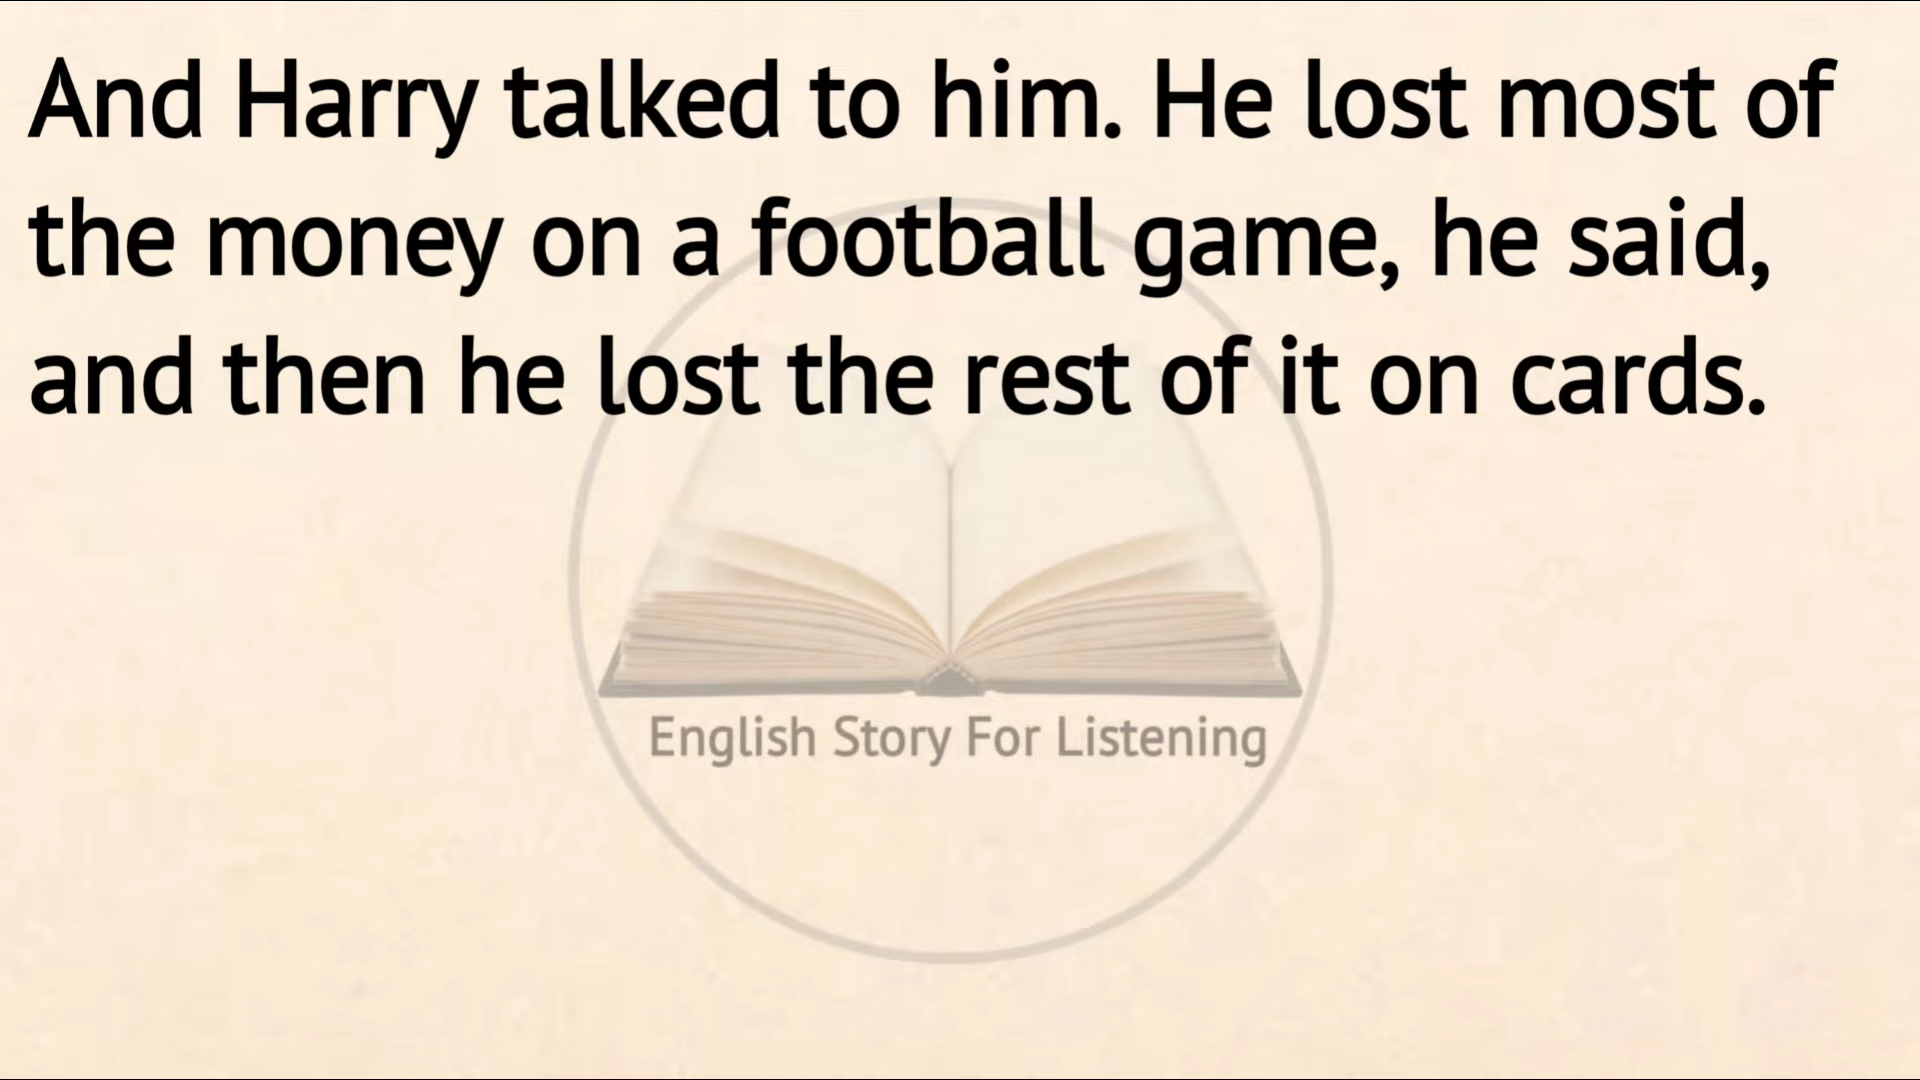 And Harry talked to him. He lost most of
the money on a football game, he said,
and then he lost the rest of it on cards.
English Story For Listening